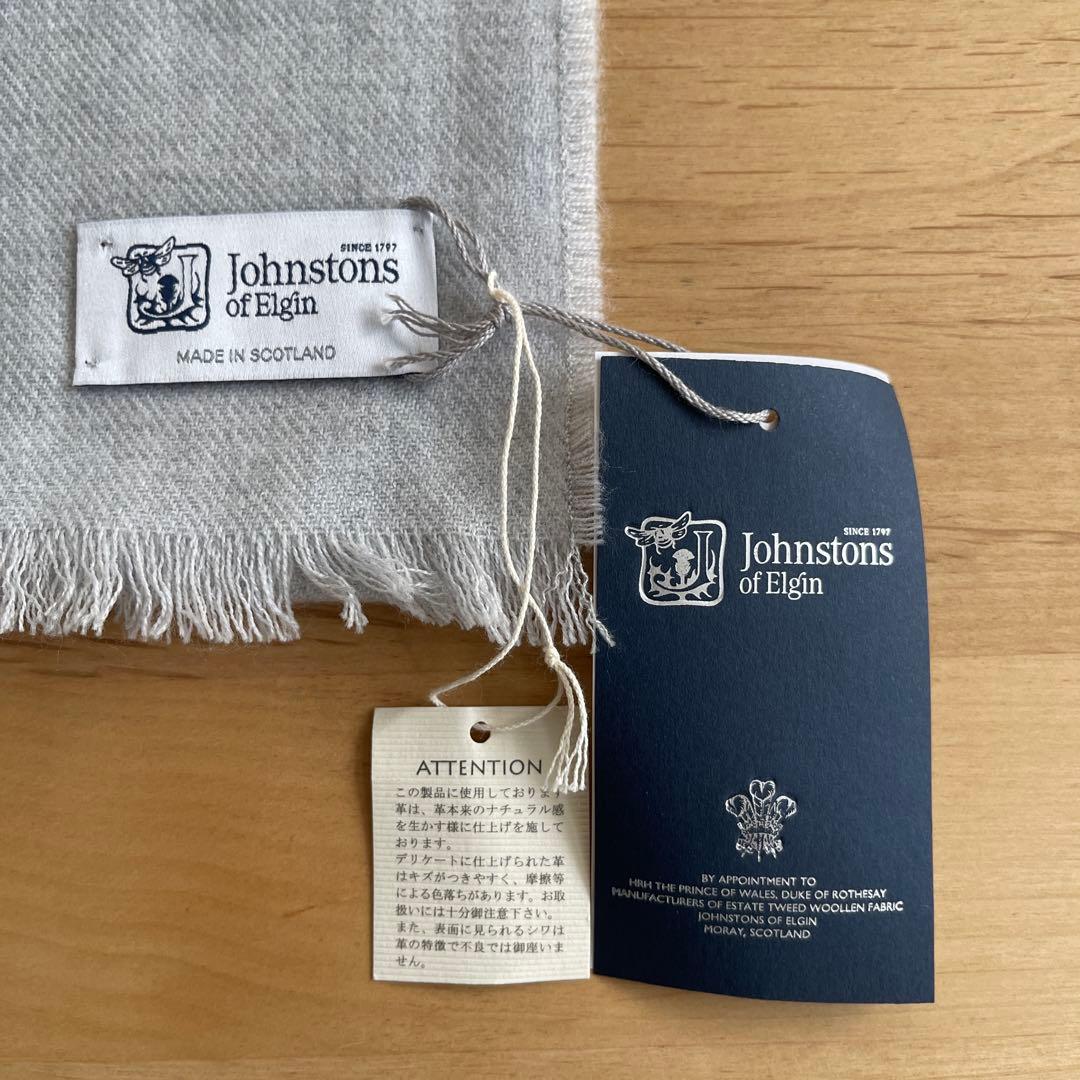 SINCE 1797
Johnstons
of Elgin
MADE IN SCOTLAND
SINCE 1797
Johnstons
of Elgin
BY APPOINTMENT TO
HRH THE PRINCE OF WALES, DUKE OF ROTHESAY
MANUFACTURERS OF ESTATE TWEED WOOLLEN FABRIC
JOHNSTONS OF ELGIN
MORAY, SCOTLAND
ATTENTION
この製品に使用しております
革は、革本来のナチュラル感
を生かす様に仕上げを施して
おります。
デリケートに仕上げられた革
はキズがつきやすく、摩擦等
による色落ちがあります。お取
扱いには十分御注意下さい。
また、表面に見られるシワは
革の特徴で不良では御座いま
せん。